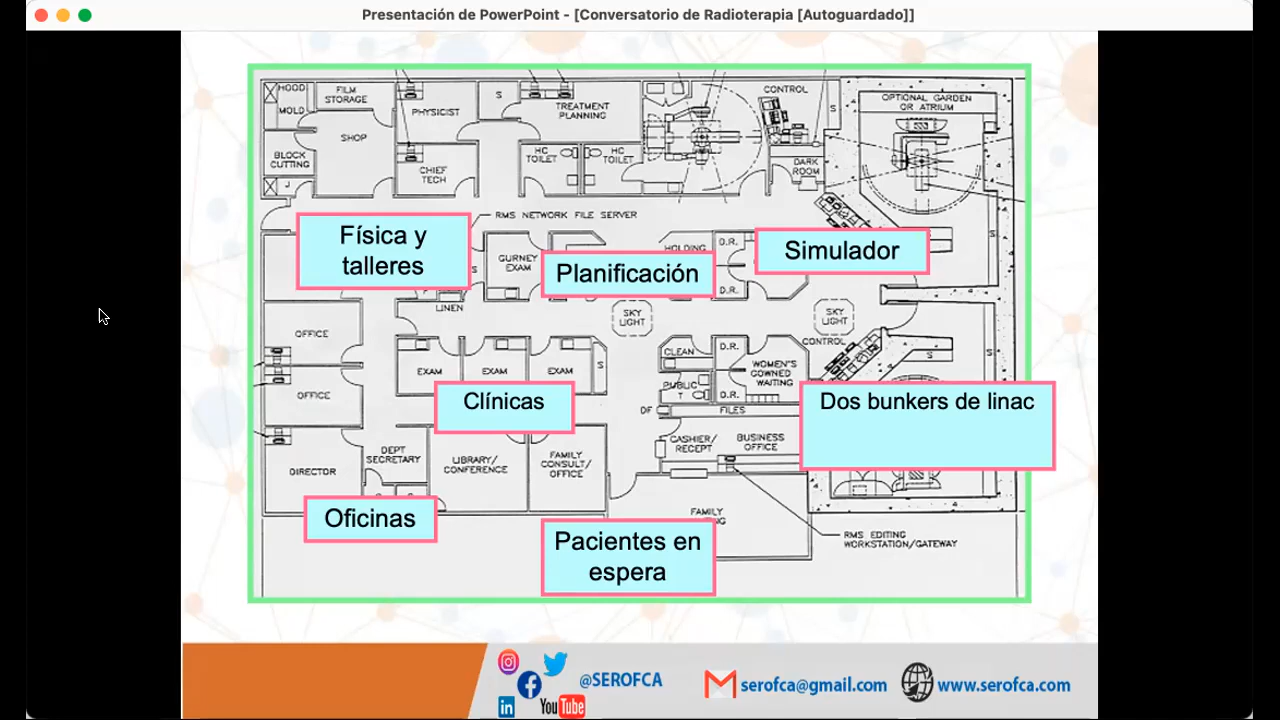 Presentación de PowerPoint - [Conversatorio de Radioterapia [Autoguardado]]
HOOD
MOLD
FILM
STORAGE
SHOP
BLOCK
CUTTING
J
PHYSICIST
CHIEF
TECH
S
TREATMENT
PLANNING
HC
TOILET
HC
TOILET
CONTROL
S
DARK
ROOM
OPTIONAL GARDEN
OR ATRIUM
RMS NETWORK FILE SERVER
Física y
talleres
S
GURNEY
EXAM
Planificación
HOLDING
D.R.
D.R.
Simulador
S
LINEN
SKY
LIGHT
SKY
LIGHT
CONTROL
OFFICE
OFFICE
EXAM
EXAM
EXAM
S
CLEAN
PUBLIC
T
D.R.
D.R.
WOMEN'S
GOWNED
WAITING
S
S
Clínicas
Dos bunkers de linac
DF
FILES
CASHIER/
RECEPT
BUSINESS
OFFICE
DIRECTOR
DEPT
SECRETARY
LIBRARY/
CONFERENCE
FAMILY
CONSULT/
OFFICE
Oficinas
FAMILY
Pacientes en
espera
RMS EDITING
WORKSTATION/GATEWAY
@SEROFCA
YouTube
in
serofca@gmail.com
www.serofca.com